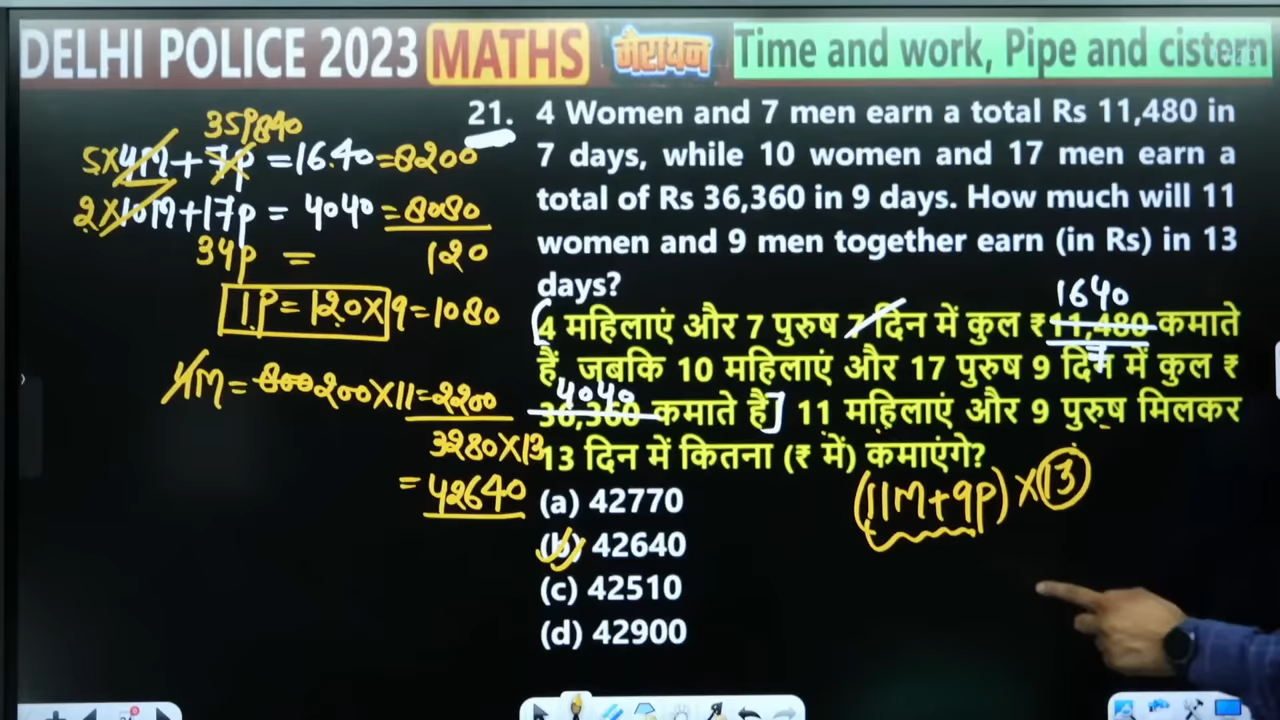 DELHI POLICE 2023 MATHS मैराथन Time and work, Pipe and cistern
21. 4 Women and 7 men earn a total Rs 11,480 in
7 days, while 10 women and 17 men earn a
total of Rs 36,360 in 9 days. How much will 11
women and 9 men together earn (in Rs) in 13
days?
1640
4 महिलाएं और 7 पुरुष 7 दिन में कुल ₹11,480 कमाते
7
हैं, जबकि 10 महिलाएं और 17 पुरुष 9 दिन में कुल ₹
4040
36,360 कमाते हैं] 11 महिलाएं और 9 पुरुष मिलकर
13 दिन में कितना (₹ में) कमाएंगे?
(11M+9P)×13
(a) 42770
(b) 42640
(c) 42510
(d) 42900
35P 840
5×4M+7P=1640=8200
2×10M+17P=4040=8080
34P = 120
1P=120×9=1080
4M=800 200×11=2200
3280×13
=42640